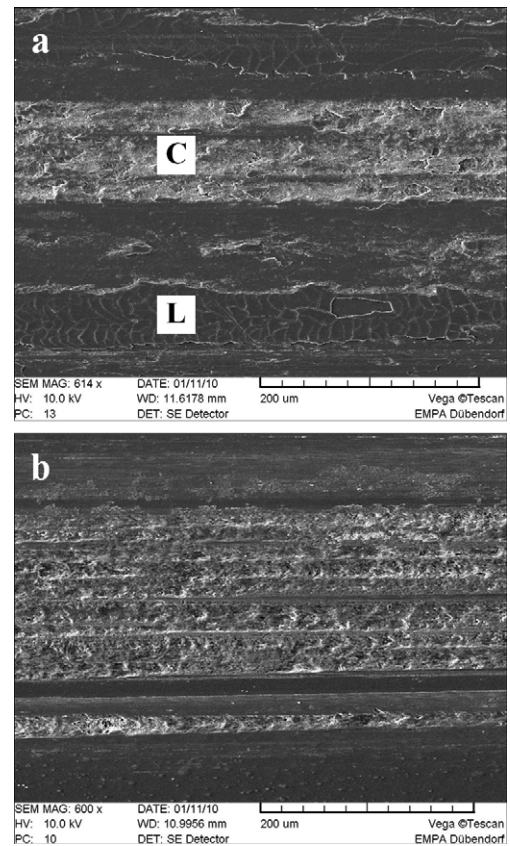 a
C
L
SEM MAG: 614 x DATE: 01/11/10
HV: 10.0 kV WD: 11.6178 mm 200 um Vega ©Tescan
PC: 13 DET: SE Detector EMPA Dübendorf
b
SEM MAG: 600 x DATE: 01/11/10
HV: 10.0 kV WD: 10.9956 mm 200 um Vega ©Tescan
PC: 10 DET: SE Detector EMPA Dübendorf